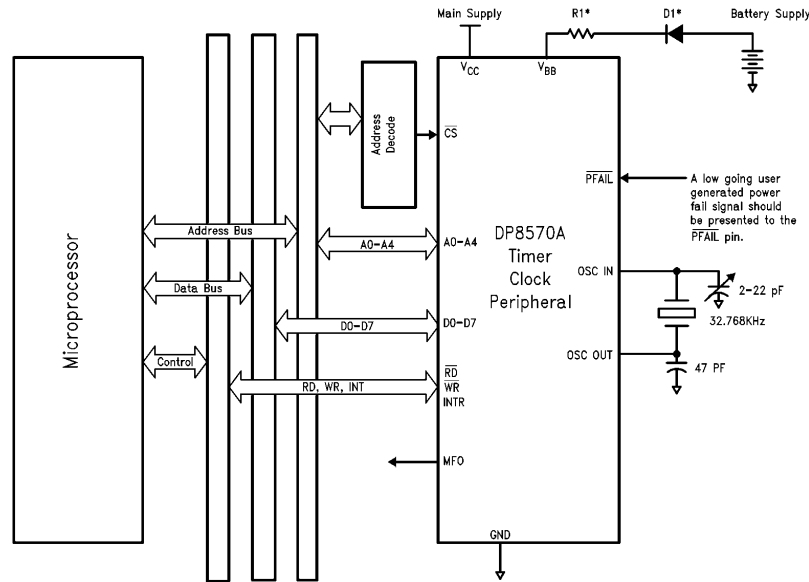 Main Supply
R1*
D1*
Battery Supply
VCC
VBB
Microprocessor
Address
Decode
CS
PFAIL
A low going user
generated power
fail signal should
be presented to the
PFAIL pin.
Address Bus
A0-A4
A0-A4
DP8570A
Timer
Clock
Peripheral
OSC IN
2-22 pF
Data Bus
D0-D7
D0-D7
32.768KHz
Control
RD, WR, INT
RD
WR
INTR
OSC OUT
47 PF
MFO
GND